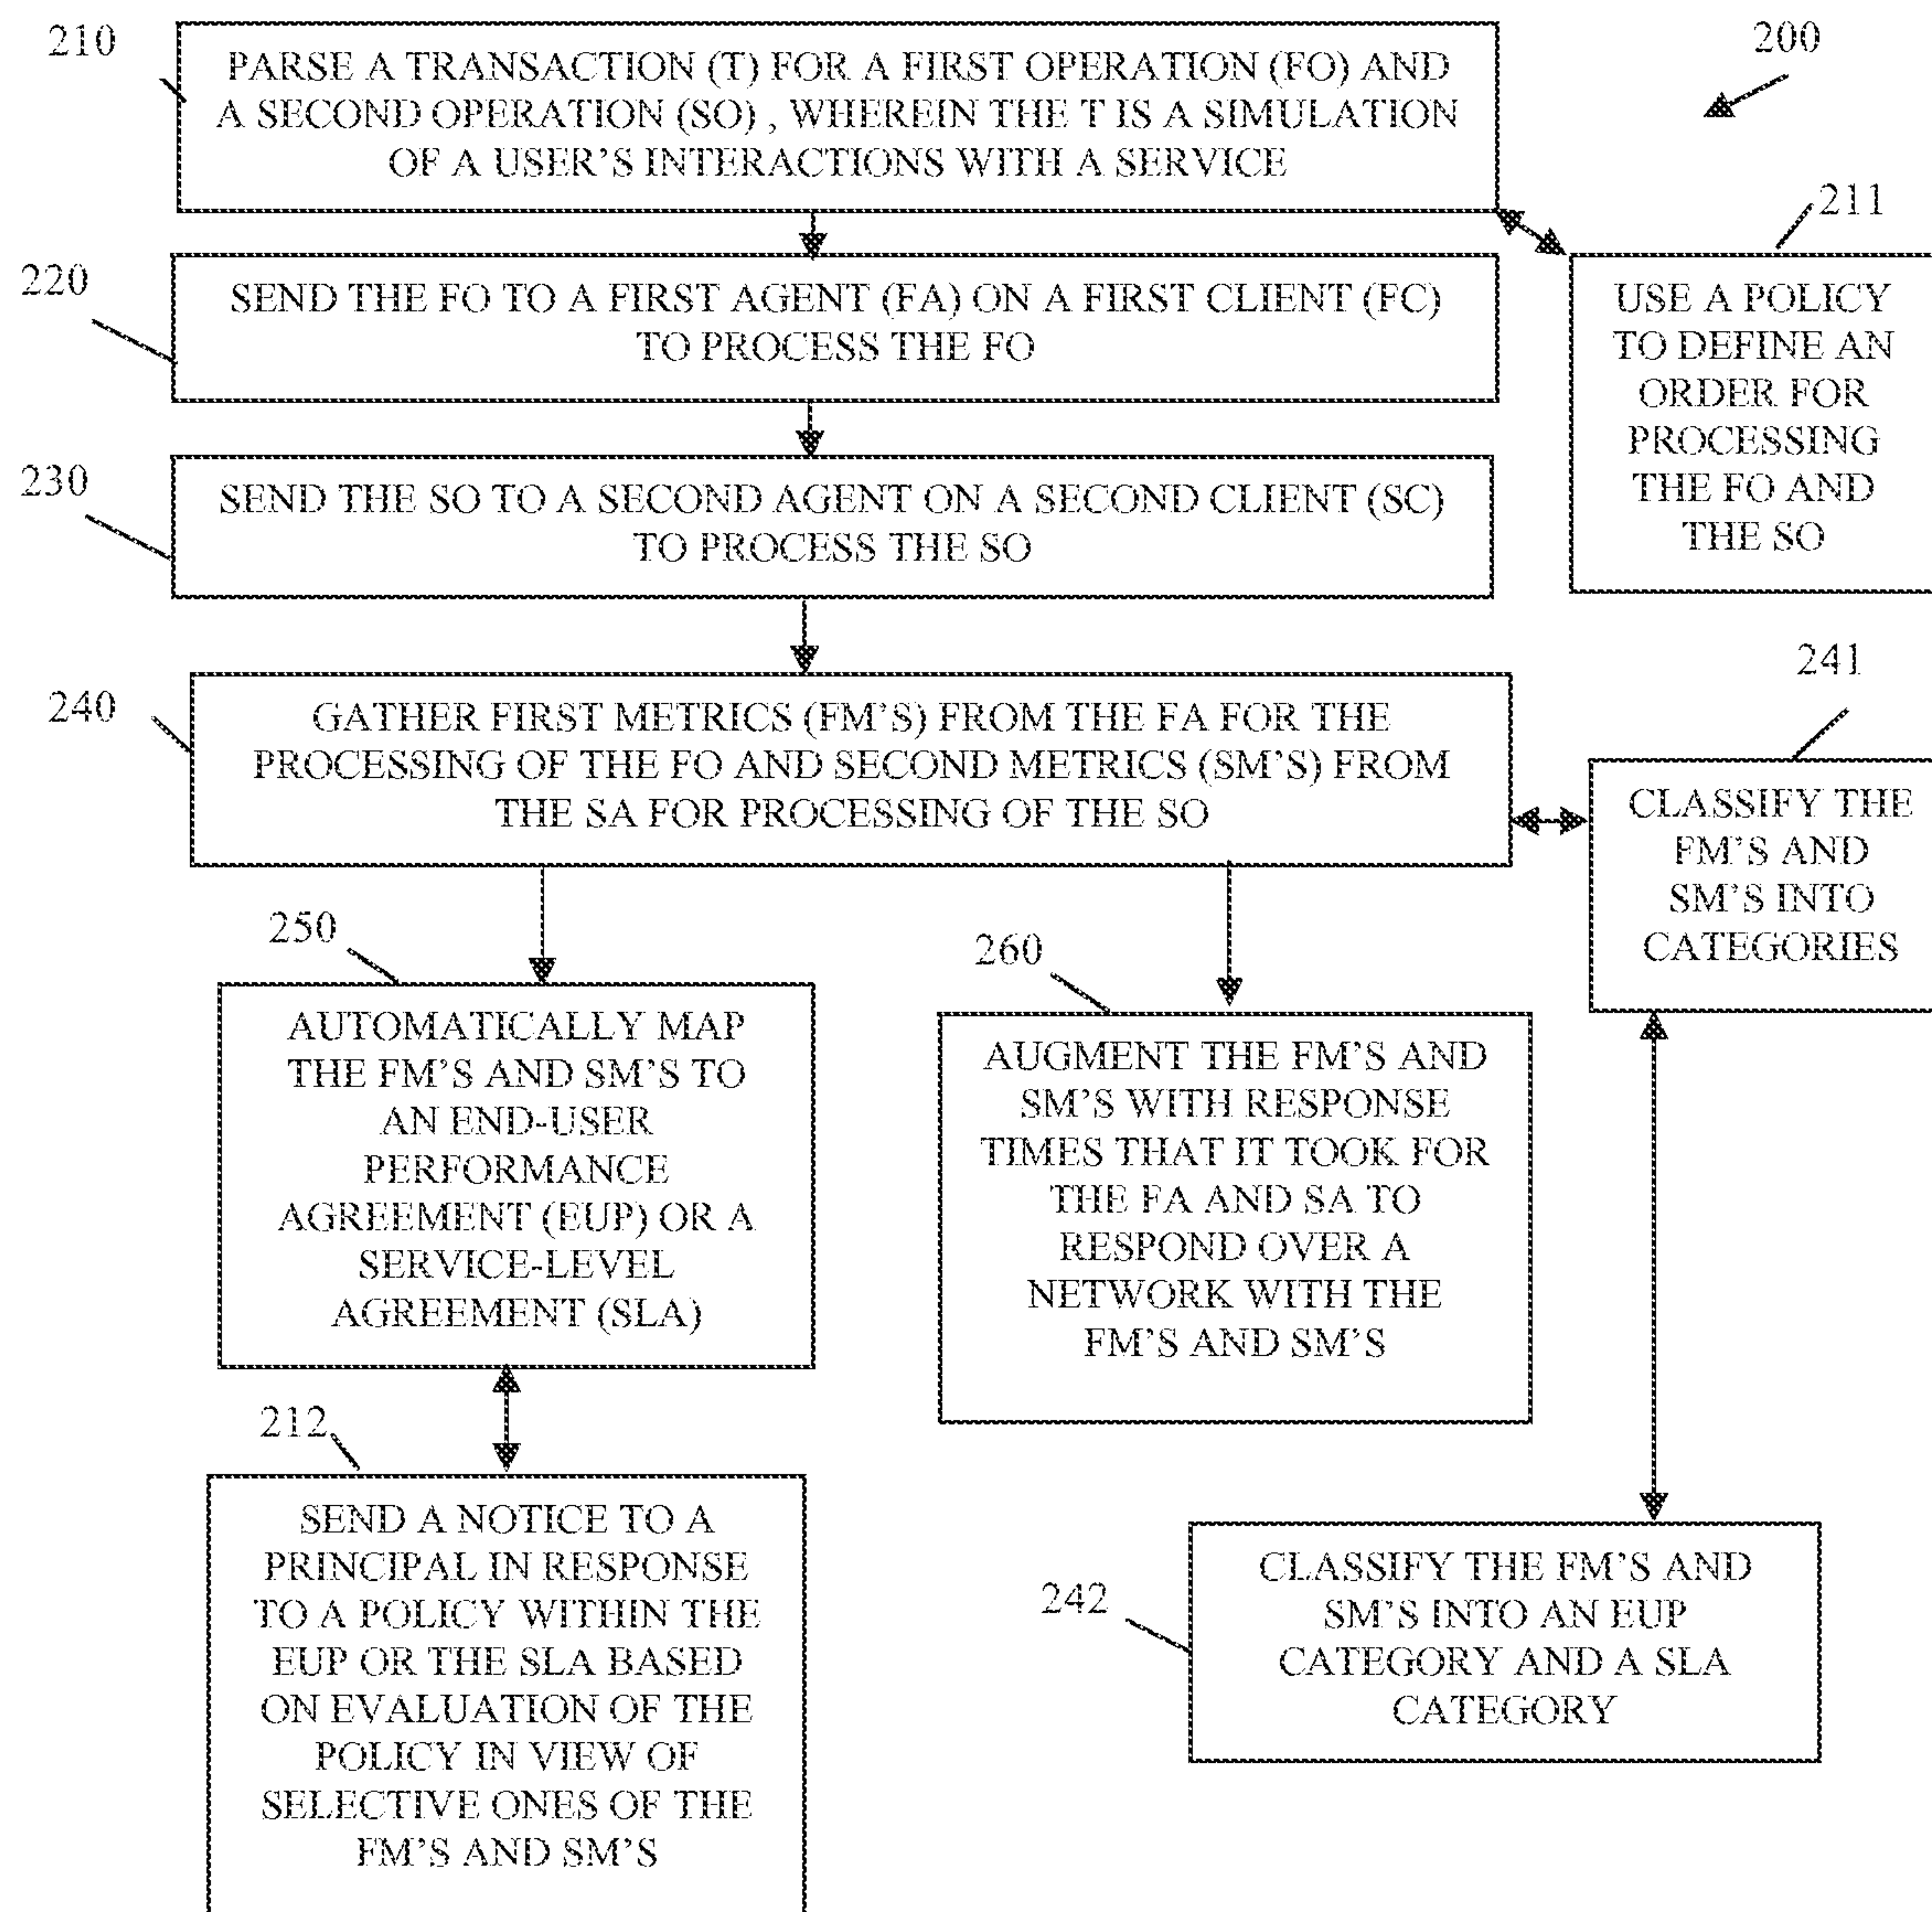 210
200
PARSE A TRANSACTION (T) FOR A FIRST OPERATION (FO) AND
A SECOND OPERATION (SO) , WHEREIN THE T IS A SIMULATION
OF A USER'S INTERACTIONS WITH A SERVICE
211
220
SEND THE FO TO A FIRST AGENT (FA) ON A FIRST CLIENT (FC)
TO PROCESS THE FO
USE A POLICY
TO DEFINE AN
ORDER FOR
PROCESSING
THE FO AND
THE SO
230
SEND THE SO TO A SECOND AGENT ON A SECOND CLIENT (SC)
TO PROCESS THE SO
240
GATHER FIRST METRICS (FM'S) FROM THE FA FOR THE
PROCESSING OF THE FO AND SECOND METRICS (SM'S) FROM
THE SA FOR PROCESSING OF THE SO
241
CLASSIFY THE
FM'S AND
SM'S INTO
CATEGORIES
250
AUTOMATICALLY MAP
THE FM'S AND SM'S TO
AN END-USER
PERFORMANCE
AGREEMENT (EUP) OR A
SERVICE-LEVEL
AGREEMENT (SLA)
260
AUGMENT THE FM'S AND
SM'S WITH RESPONSE
TIMES THAT IT TOOK FOR
THE FA AND SA TO
RESPOND OVER A
NETWORK WITH THE
FM'S AND SM'S
212
SEND A NOTICE TO A
PRINCIPAL IN RESPONSE
TO A POLICY WITHIN THE
EUP OR THE SLA BASED
ON EVALUATION OF THE
POLICY IN VIEW OF
SELECTIVE ONES OF THE
FM'S AND SM'S
242
CLASSIFY THE FM'S AND
SM'S INTO AN EUP
CATEGORY AND A SLA
CATEGORY